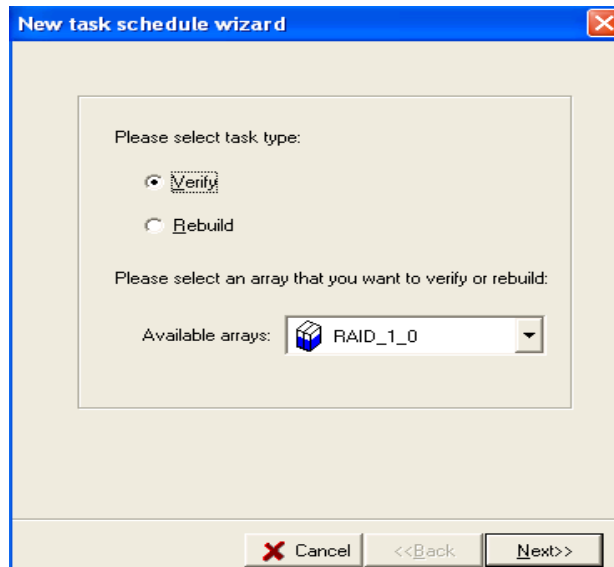 New task schedule wizard
Please select task type:
Verify
Rebuild
Please select an array that you want to verify or rebuild:
Available arrays: RAID_1_0
Cancel <<Back Next>>